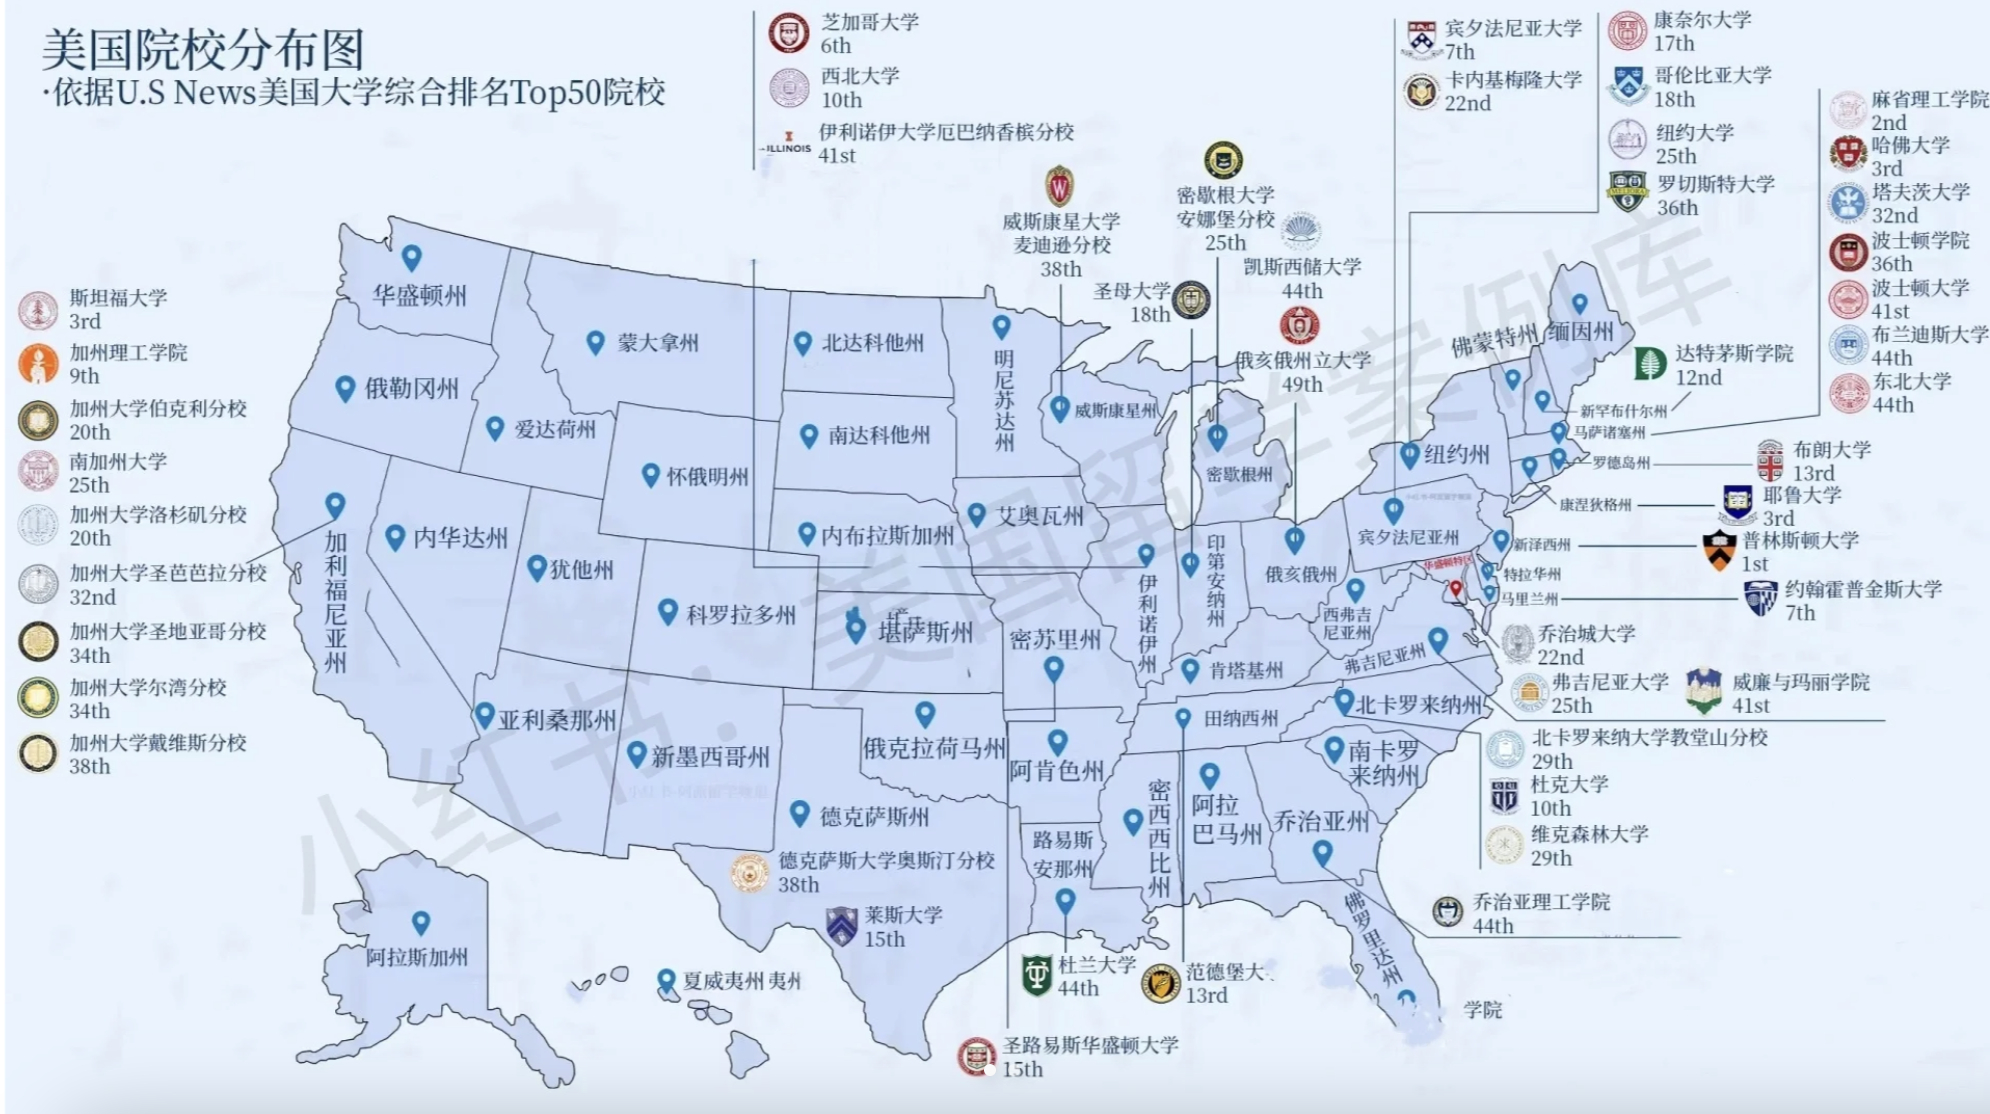 美国院校分布图
·依据U.S News美国大学综合排名Top50院校
芝加哥大学
6th
西北大学
10th
ILLINOIS
伊利诺伊大学厄巴纳香槟分校
41st
宾夕法尼亚大学
7th
卡内基梅隆大学
22nd
康奈尔大学
17th
哥伦比亚大学
18th
纽约大学
25th
罗切斯特大学
36th
麻省理工学院
2nd
哈佛大学
3rd
塔夫茨大学
32nd
波士顿学院
36th
波士顿大学
41st
布兰迪斯大学
44th
东北大学
44th
威斯康星大学
麦迪逊分校
38th
密歇根大学
安娜堡分校
25th
凯斯西储大学
44th
圣母大学
18th
俄亥俄州立大学
49th
斯坦福大学
3rd
加州理工学院
9th
加州大学伯克利分校
20th
南加州大学
25th
加州大学洛杉矶分校
20th
加州大学圣芭芭拉分校
32nd
加州大学圣地亚哥分校
34th
加州大学尔湾分校
34th
加州大学戴维斯分校
38th
华盛顿州
俄勒冈州
爱达荷州
蒙大拿州
北达科他州
南达科他州
明尼苏达州
威斯康星州
密歇根州
怀俄明州
内布拉斯加州
艾奥瓦州
内华达州
犹他州
加利福尼亚州
科罗拉多州
堪萨斯州
密苏里州
伊利诺伊州
印第安纳州
俄亥俄州
西弗吉
尼亚州
肯塔基州
弗吉尼亚州
田纳西州
北卡罗来纳州
南卡罗
来纳州
亚利桑那州
新墨西哥州
俄克拉荷马州
阿肯色州
德克萨斯州
路易斯
安那州
密西西比州
阿拉
巴马州
乔治亚州
佛罗里达州
阿拉斯加州
夏威夷州 夷州
纽约州
宾夕法尼亚州
佛蒙特州
缅因州
达特茅斯学院
12nd
新罕布什尔州
马萨诸塞州
罗德岛州
布朗大学
13rd
康涅狄格州
耶鲁大学
3rd
新泽西州
普林斯顿大学
1st
华盛顿特区
特拉华州
马里兰州
约翰霍普金斯大学
7th
乔治城大学
22nd
弗吉尼亚大学
25th
威廉与玛丽学院
41st
北卡罗来纳大学教堂山分校
29th
杜克大学
10th
维克森林大学
29th
乔治亚理工学院
44th
学院
德克萨斯大学奥斯汀分校
38th
莱斯大学
15th
杜兰大学
44th
范德堡大
13rd
圣路易斯华盛顿大学
15th
小红书：美国留学案例库